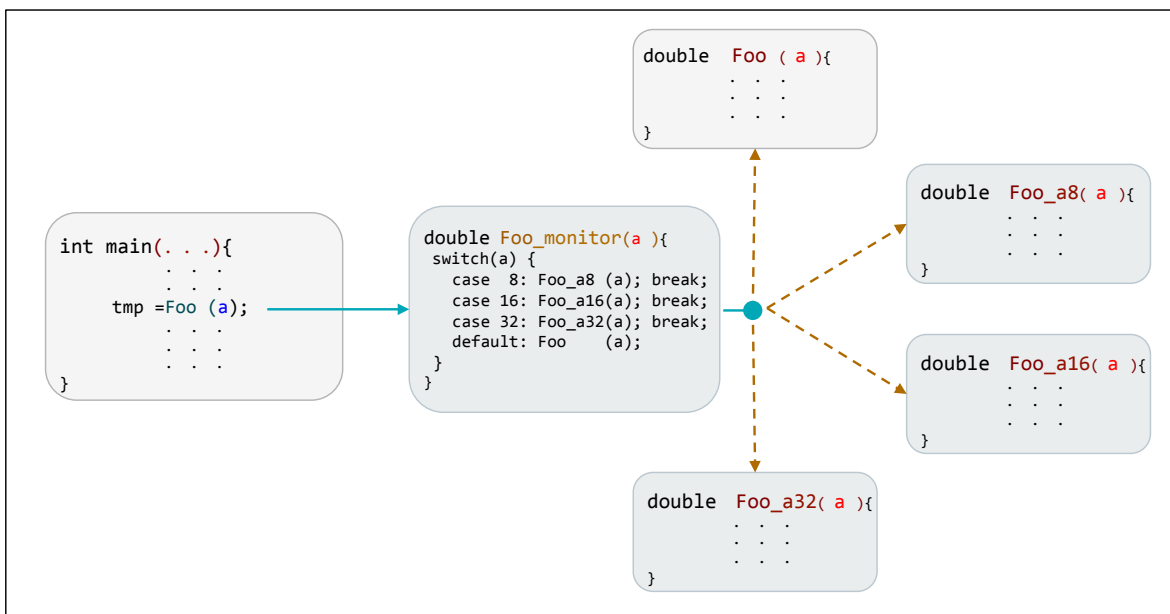 int main(. . .){
. . .
. . .
tmp =Foo (a);
. . .
. . .
. . .
}
double Foo_monitor(a ){
switch(a) {
case  8: Foo_a8 (a); break;
case 16: Foo_a16(a); break;
case 32: Foo_a32(a); break;
default: Foo    (a);
}
}
double  Foo ( a ){
. . .
. . .
. . .
}
double  Foo_a8( a ){
. . .
. . .
. . .
}
double  Foo_a16( a ){
. . .
. . .
. . .
}
double  Foo_a32( a ){
. . .
. . .
. . .
}